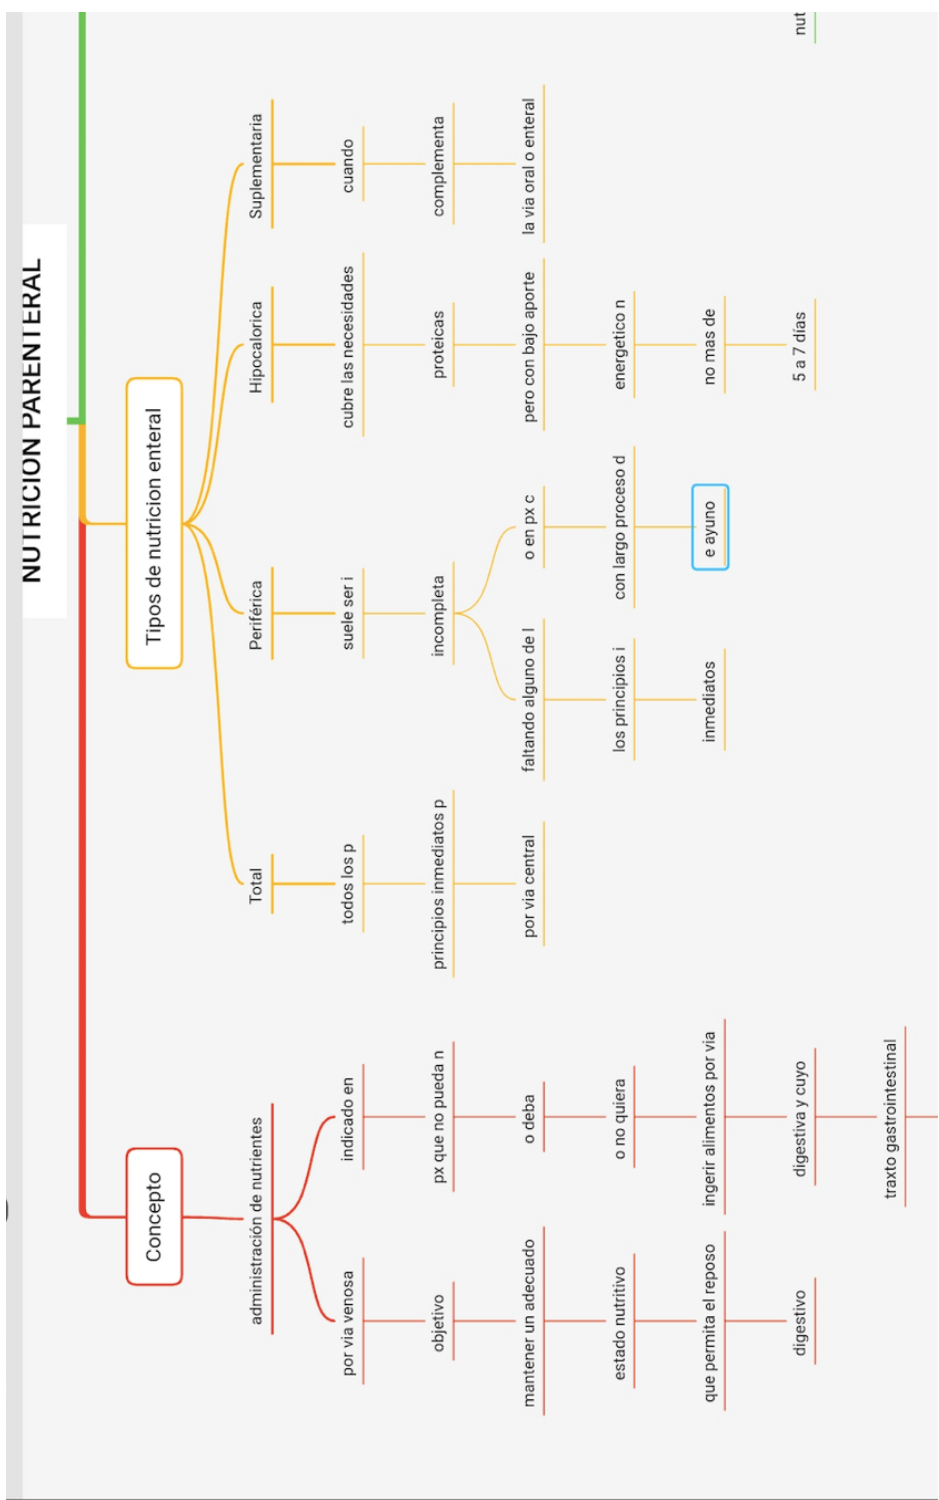 NUTRICION PARENTERAL
Concepto
administración de nutrientes
por via venosa
objetivo
mantener un adecuado
estado nutritivo
que permita el reposo
digestivo
indicado en
px que no pueda n
o deba
o no quiera
ingerir alimentos por via
digestiva y cuyo
traxto gastrointestinal
Tipos de nutricion enteral
Total
todos los p
principios inmediatos p
por via central
Periférica
suele ser i
incompleta
faltando alguno de l
los principios i
inmediatos
o en px c
con largo proceso d
e ayuno
Hipocalorica
cubre las necesidades
proteicas
pero con bajo aporte
energetico n
no mas de
5 a 7 días
Suplementaria
cuando
complementa
la via oral o enteral
nut